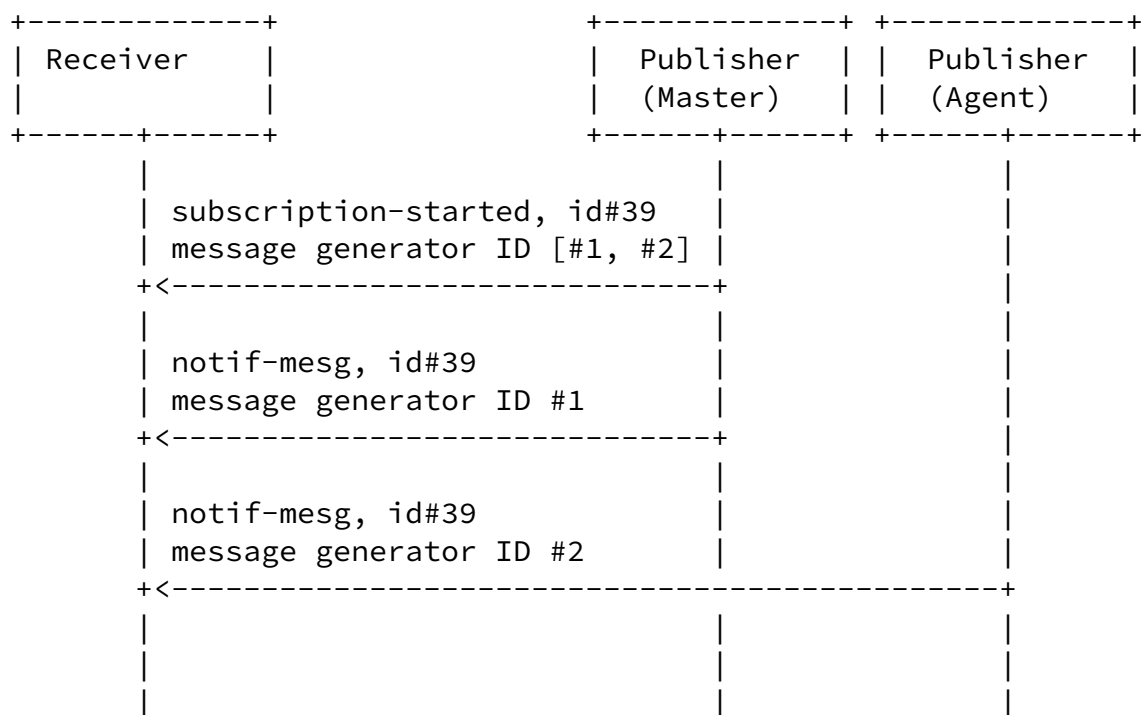 Receiver
Publisher
(Master)
Publisher
(Agent)
subscription-started, id#39
message generator ID [#1, #2]
notif-mesg, id#39
message generator ID #1
notif-mesg, id#39
message generator ID #2